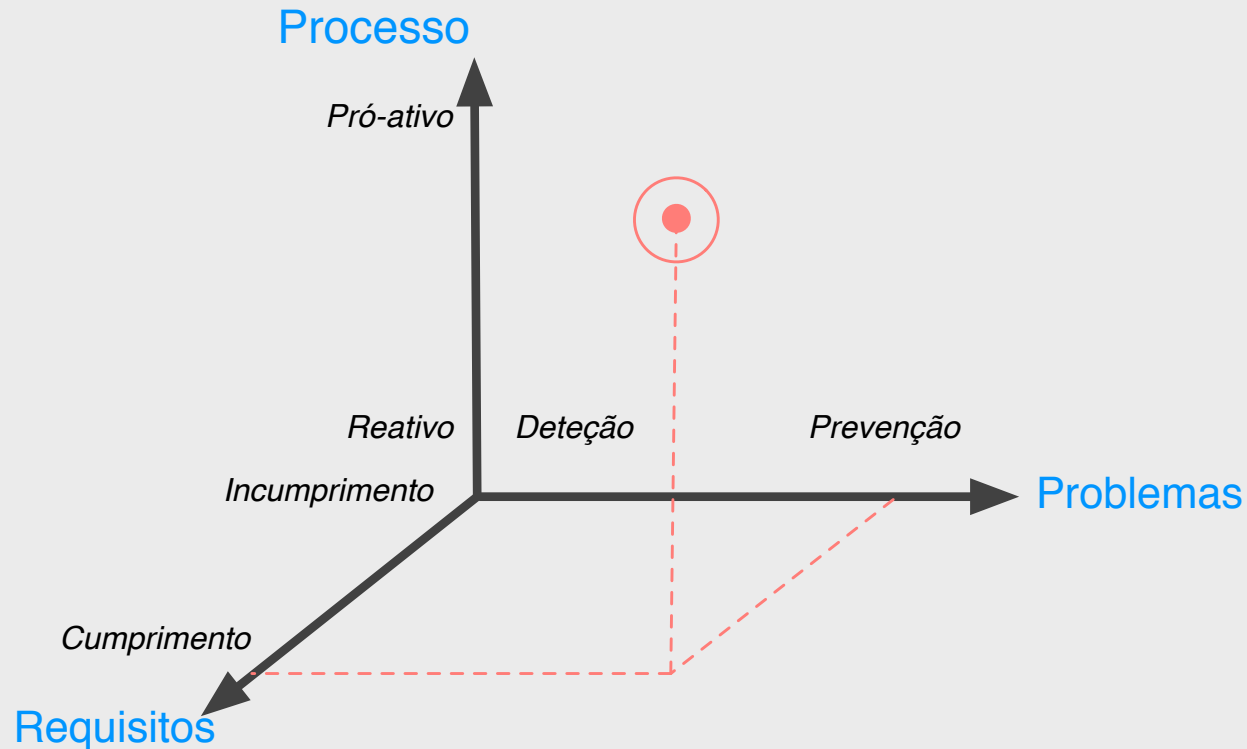 Processo
Pró-ativo
Reativo
Deteção
Prevenção
Incumprimento
Problemas
Cumprimento
Requisitos